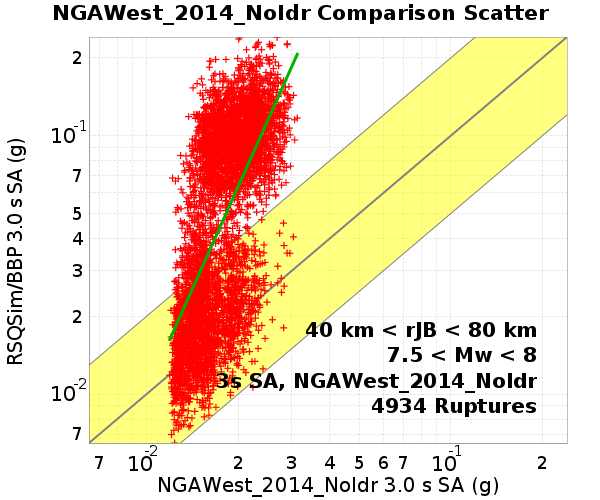 NGAWest_2014_NoIdr Comparison Scatter
RSQSim/BBP 3.0 s SA (g)
2
10-1
7
6
5
4
3
2
10-2
7
40 km < rJB < 80 km
7.5 < Mw < 8
3s SA, NGAWest_2014_NoIdr
4934 Ruptures
7 10-2 2 3 4 5 6 7 10-1 2
NGAWest_2014_NoIdr 3.0 s SA (g)